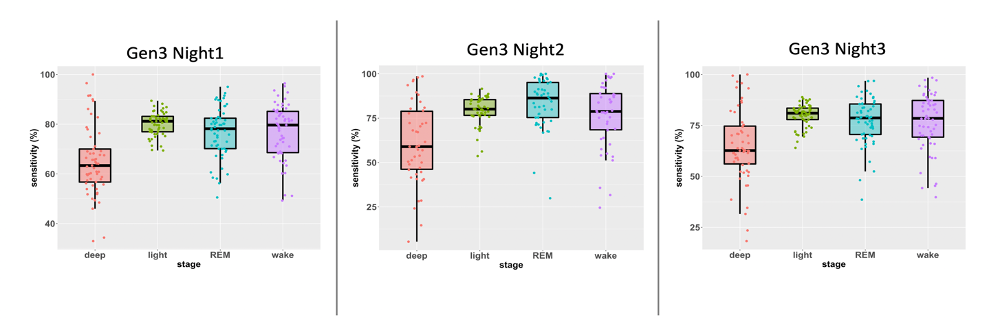 Gen3 Night1
100
80
60
40
sensitivity (%)
deep light REM wake
stage
Gen3 Night2
100
75
50
25
sensitivity (%)
deep light REM wake
stage
Gen3 Night3
100
75
50
25
sensitivity (%)
deep light REM wake
stage